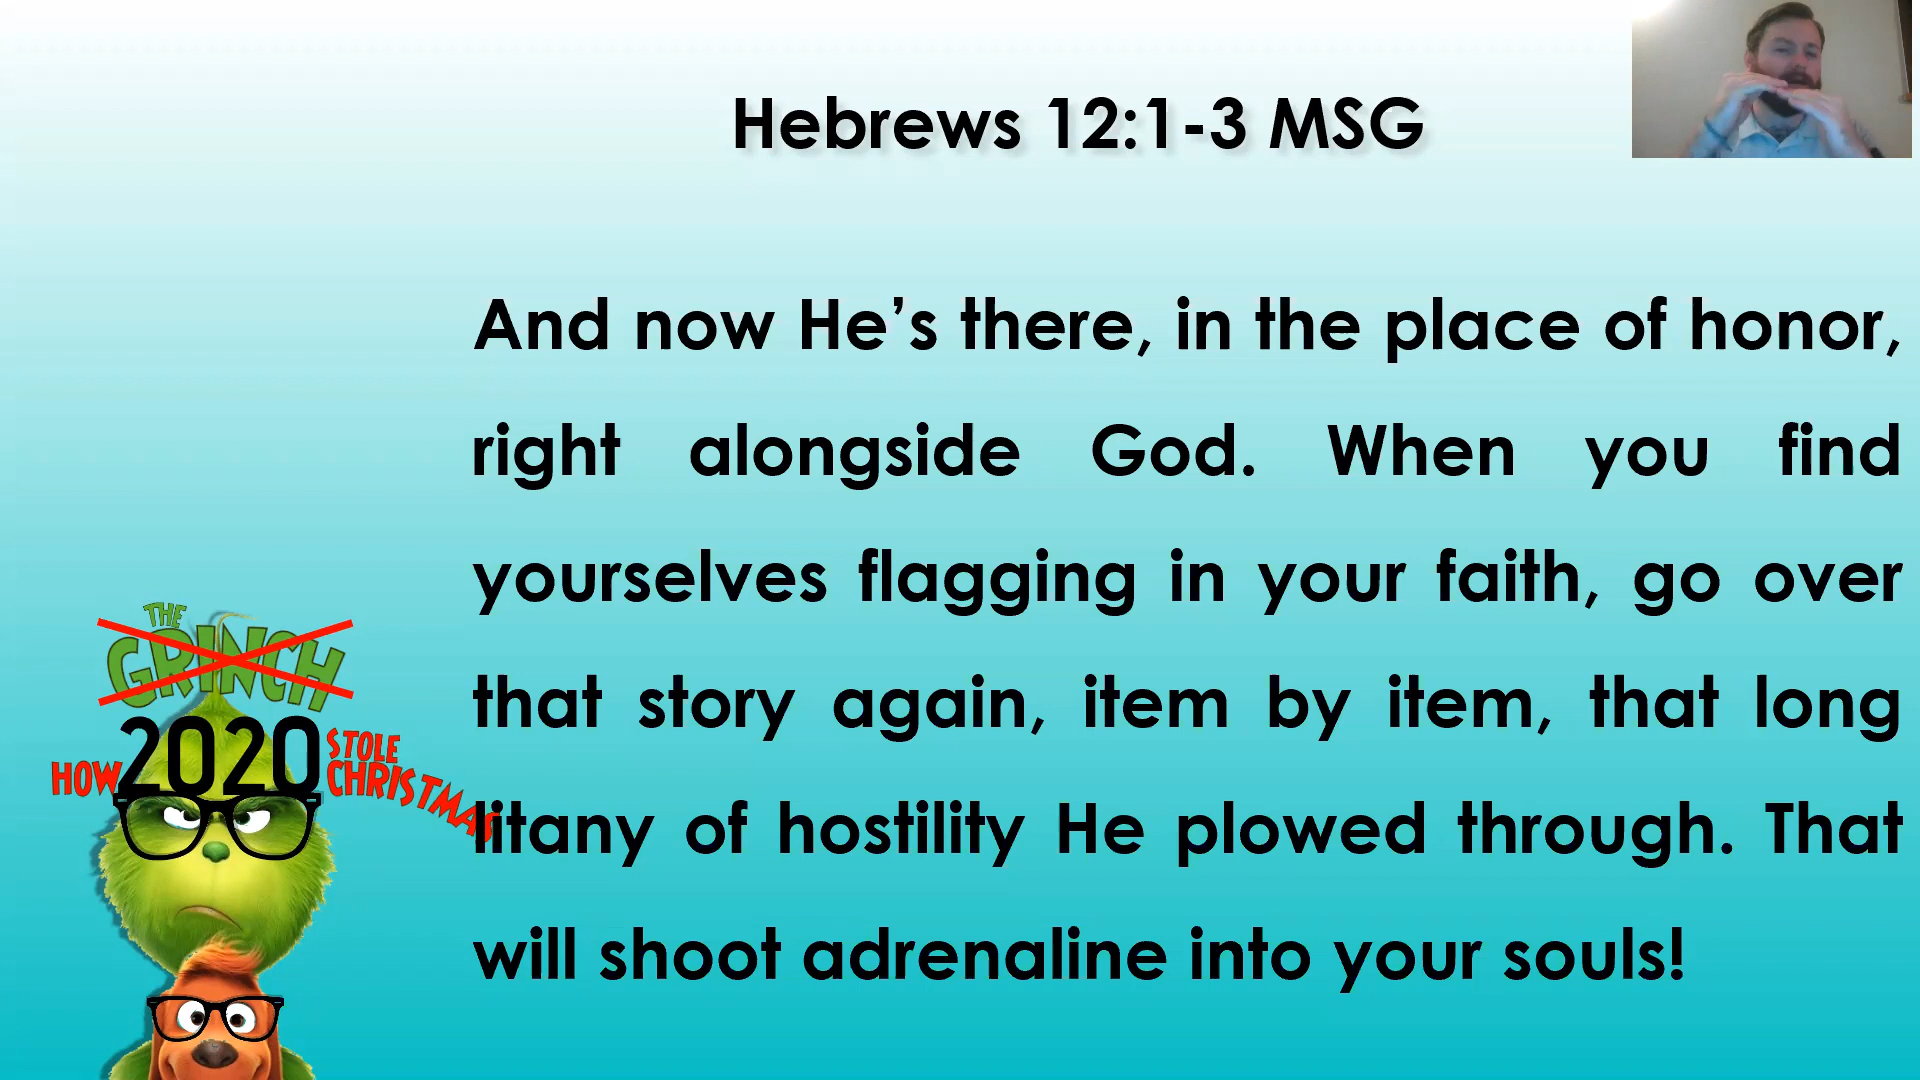 Hebrews 12:1-3 MSG
And now He’s there, in the place of honor,
right alongside God. When you find
yourselves flagging in your faith, go over
that story again, item by item, that long
litany of hostility He plowed through. That
will shoot adrenaline into your souls!
THE
GRINCH
HOW 2020 STOLE
CHRISTMAS